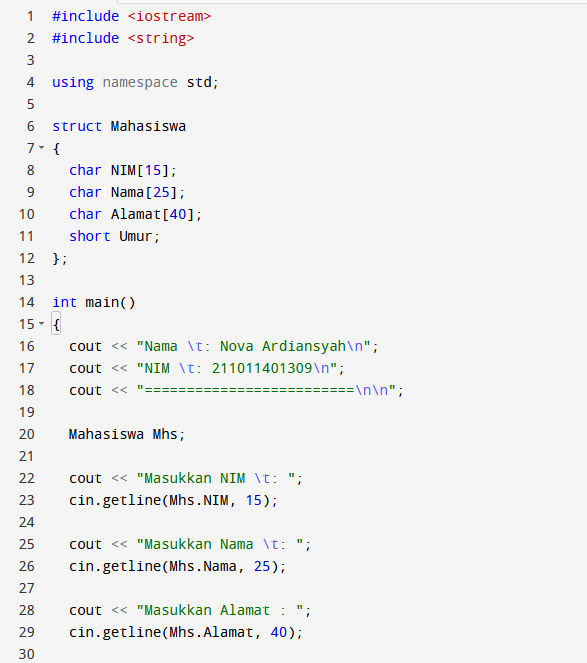 1 #include <iostream>
2 #include <string>
3
4 using namespace std;
5
6 struct Mahasiswa
7 {
8   char NIM[15];
9   char Nama[25];
10   char Alamat[40];
11   short Umur;
12 };
13
14 int main()
15 {
16   cout << "Nama \t: Nova Ardiansyah\n";
17   cout << "NIM \t: 211011401309\n";
18   cout << "=========================\n\n";
19
20   Mahasiswa Mhs;
21
22   cout << "Masukkan NIM \t: ";
23   cin.getline(Mhs.NIM, 15);
24
25   cout << "Masukkan Nama \t: ";
26   cin.getline(Mhs.Nama, 25);
27
28   cout << "Masukkan Alamat : ";
29   cin.getline(Mhs.Alamat, 40);
30